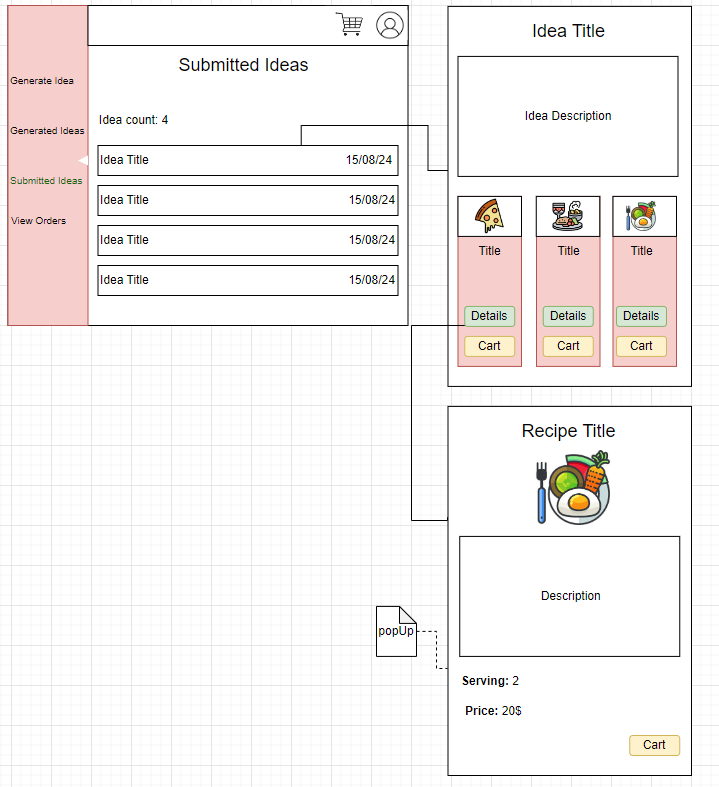 Generate Idea
Generated Ideas
Submitted Ideas
View Orders
Submitted Ideas
Idea count: 4
Idea Title 15/08/24
Idea Title 15/08/24
Idea Title 15/08/24
Idea Title 15/08/24
Idea Title
Idea Description
Title Title Title
Details Details Details
Cart Cart Cart
Recipe Title
Description
popUp
Serving: 2
Price: 20$
Cart